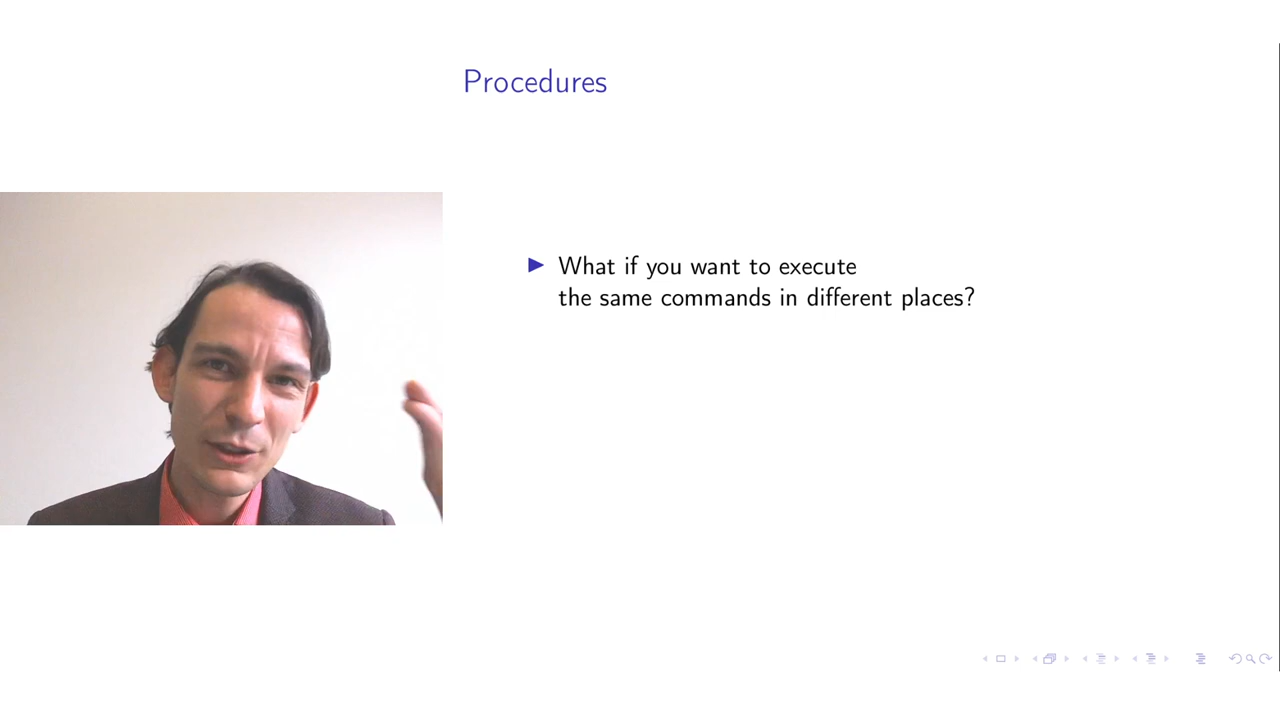 Procedures
What if you want to execute
the same commands in different places?